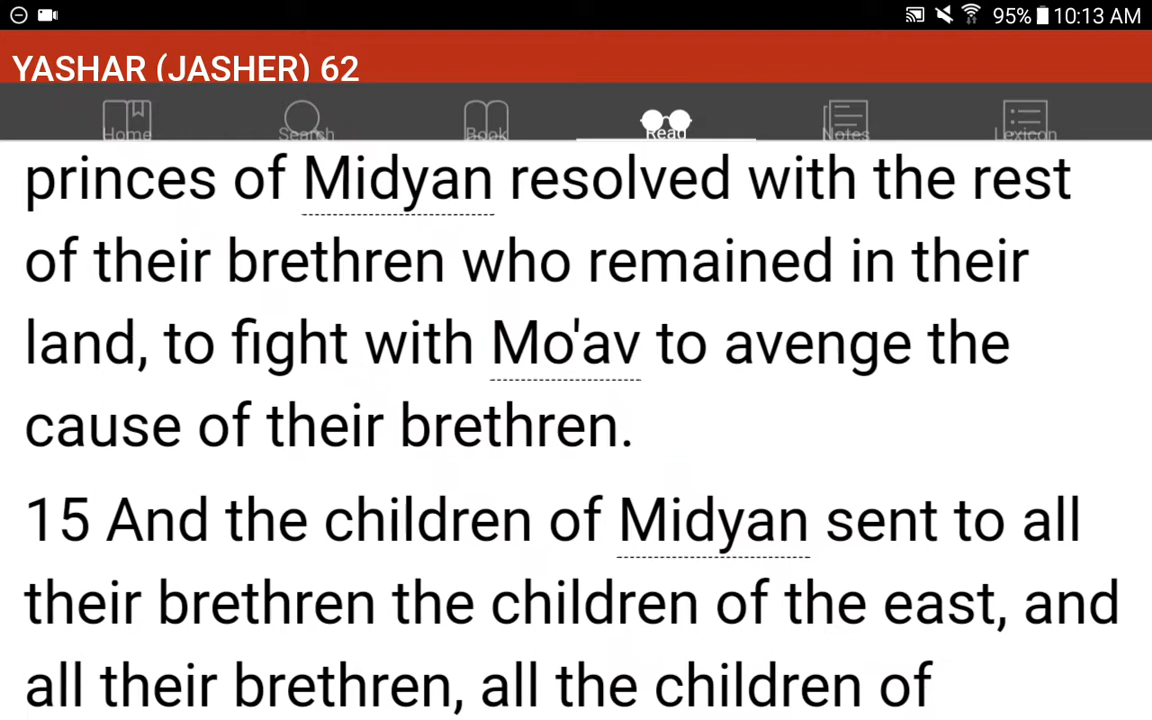 95% 10:13 AM
YASHAR (JASHER) 62
Home Search Book Read Notes Lexicon
princes of Midyan resolved with the rest
of their brethren who remained in their
land, to fight with Mo'av to avenge the
cause of their brethren.
15 And the children of Midyan sent to all
their brethren the children of the east, and
all their brethren, all the children of